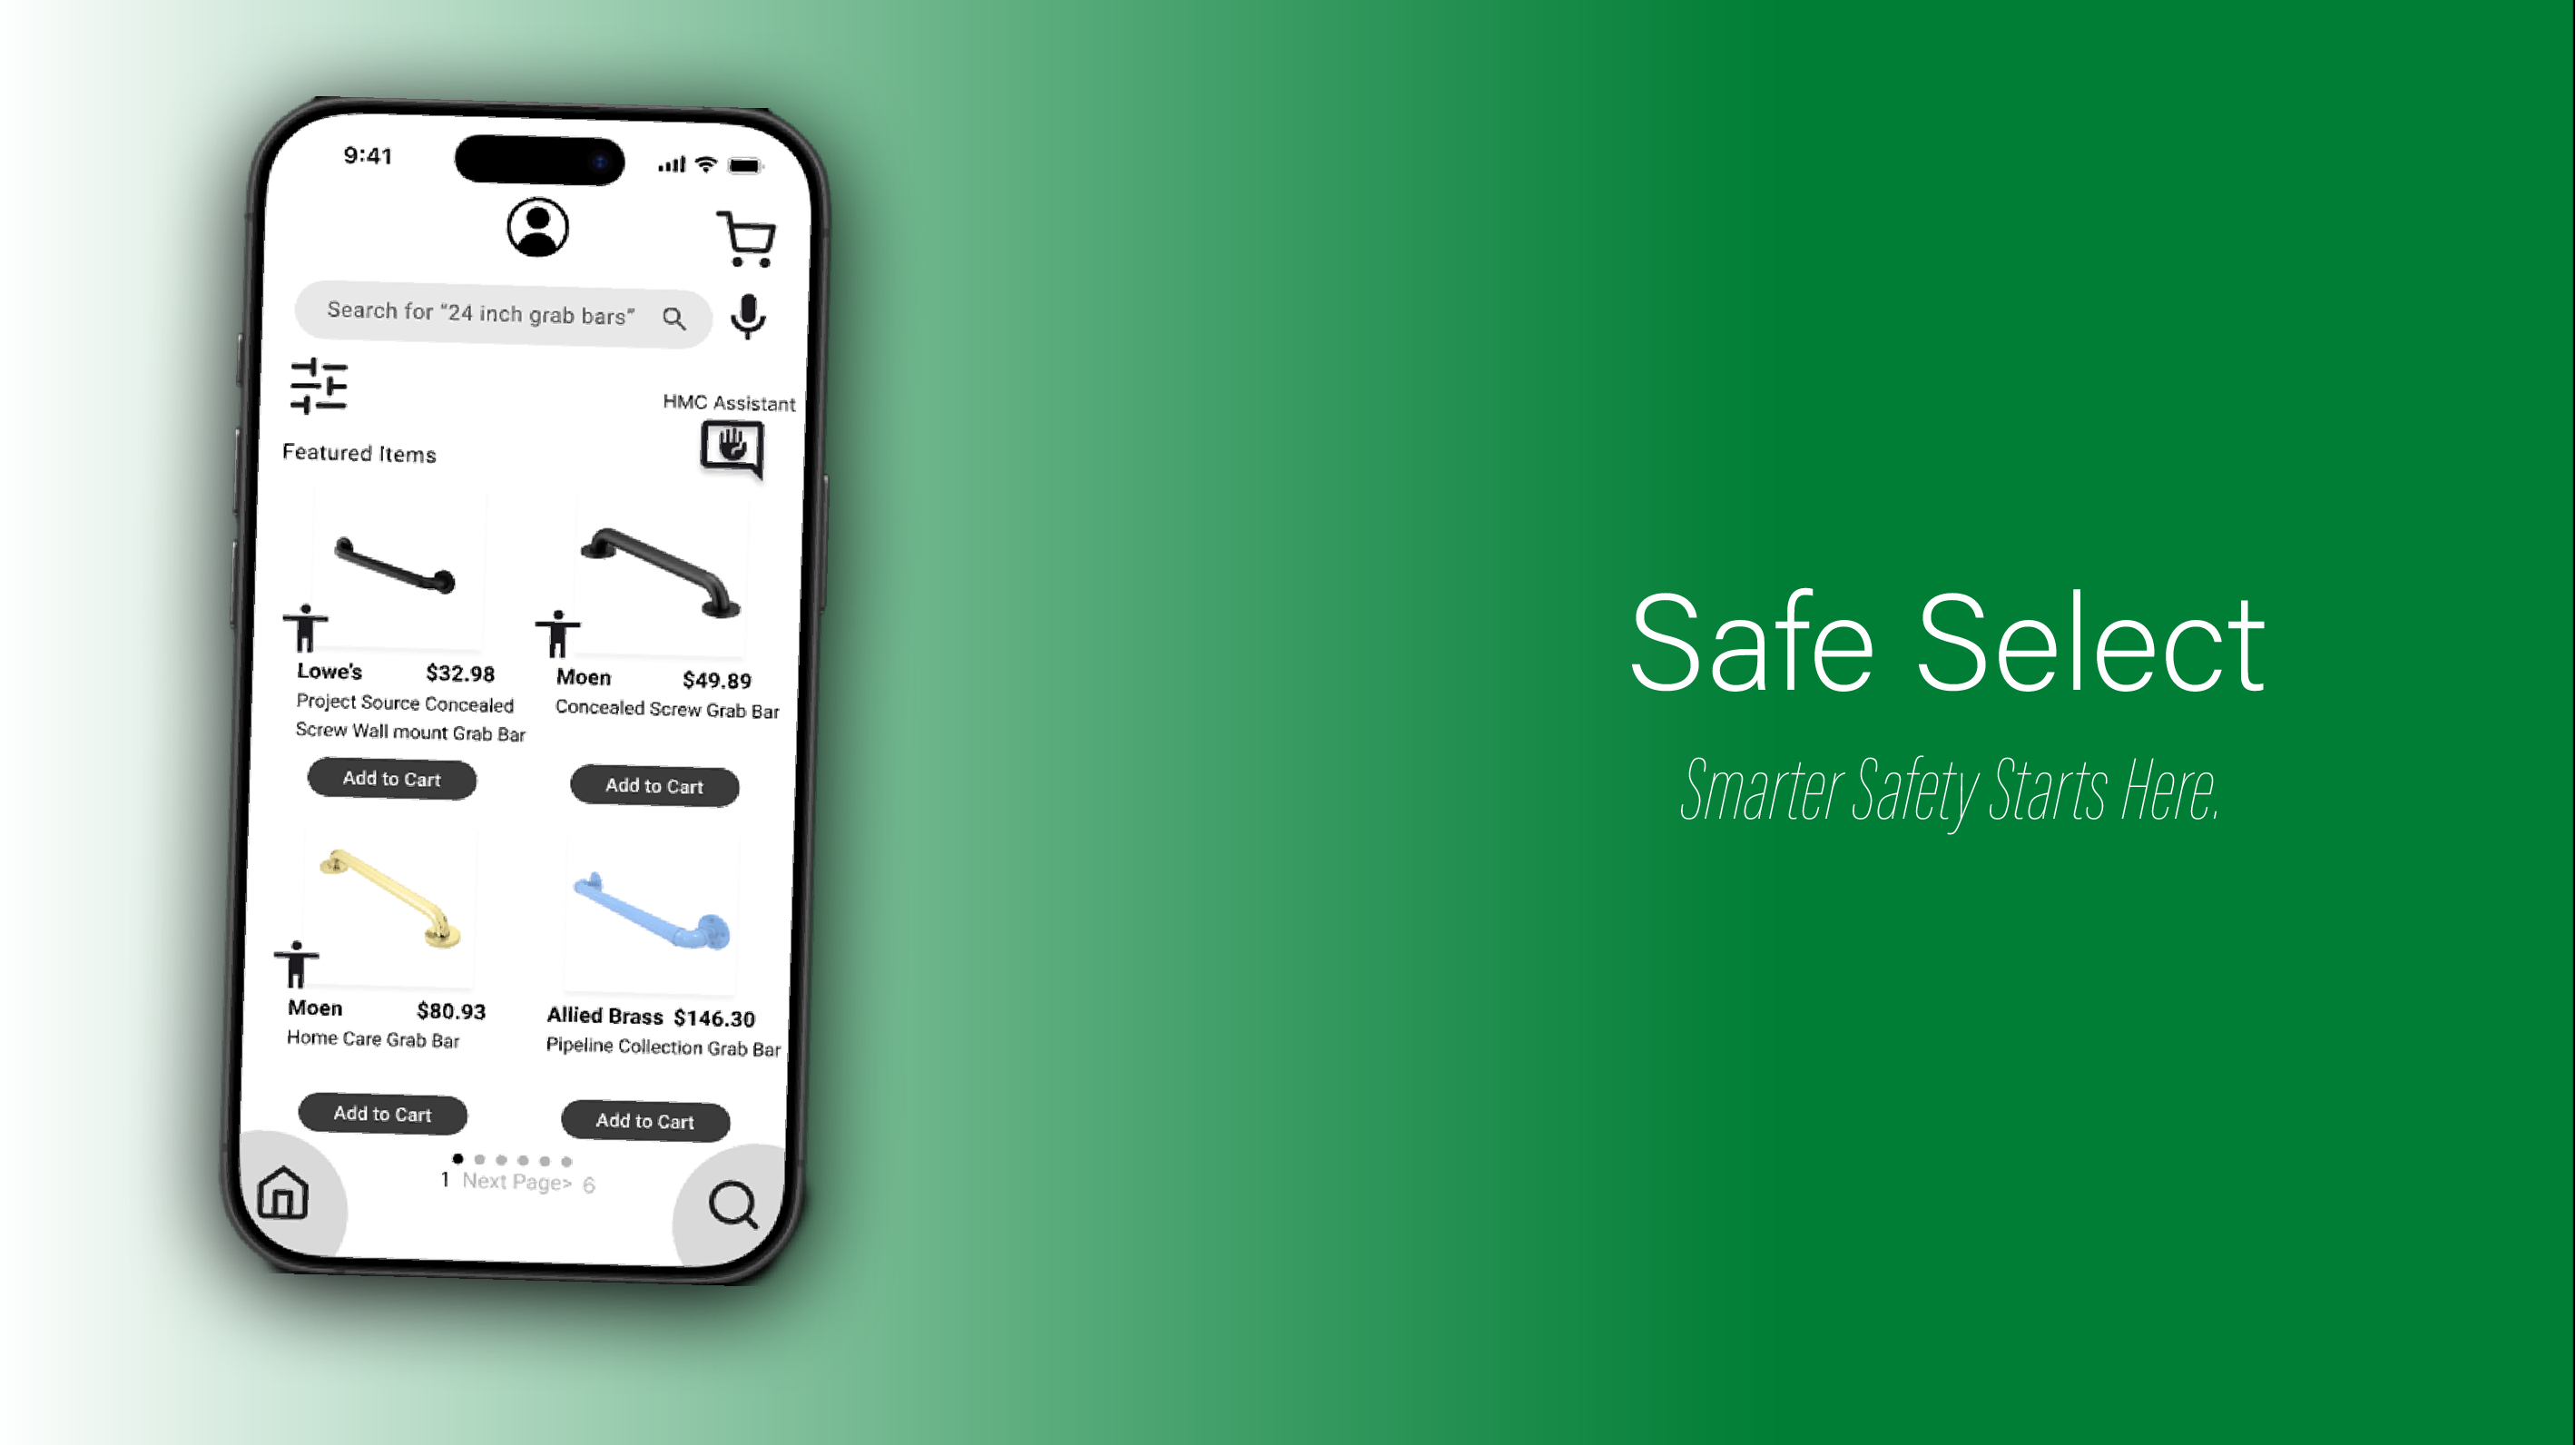 9:41
Search for "24 inch grab bars"
HMC Assistant
Featured Items
Lowe's $32.98
Project Source Concealed
Screw Wall mount Grab Bar
Add to Cart
Moen $49.89
Concealed Screw Grab Bar
Add to Cart
Moen $80.93
Home Care Grab Bar
Add to Cart
Allied Brass $146.30
Pipeline Collection Grab Bar
Add to Cart
1 Next Page> 6
Safe Select
Smarter Safety Starts Here.